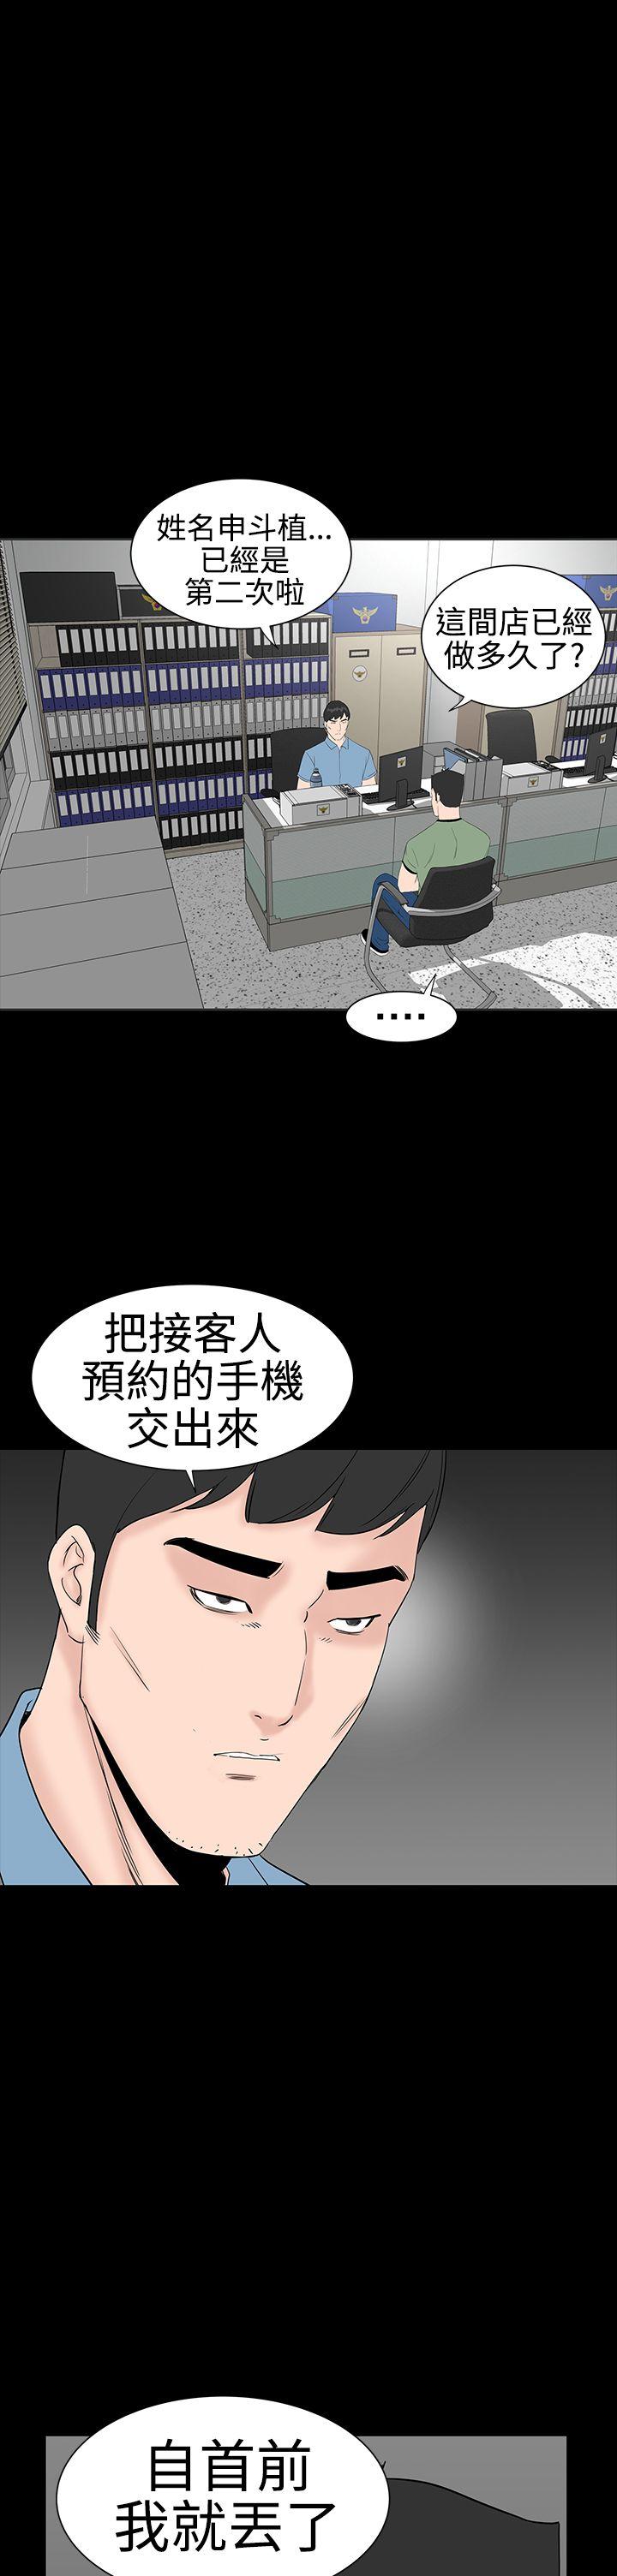 姓名申斗植...
已經是
第二次啦
這間店已經
做多久了?
....
把接客人
預約的手機
交出來
自首前
我就丟了